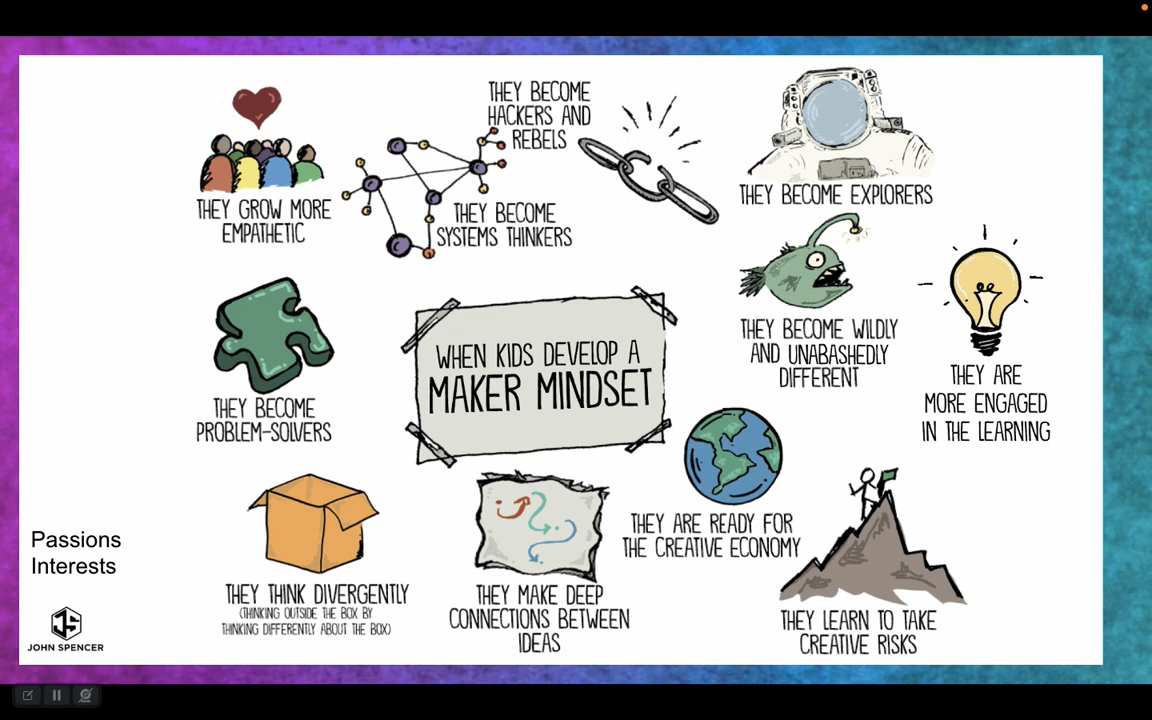 THEY BECOME
HACKERS AND
REBELS
THEY GROW MORE
EMPATHETIC
THEY BECOME
SYSTEMS THINKERS
THEY BECOME EXPLORERS
THEY BECOME
PROBLEM-SOLVERS
WHEN KIDS DEVELOP A
MAKER MINDSET
THEY BECOME WILDLY
AND UNABASHEDLY
DIFFERENT
THEY ARE
MORE ENGAGED
IN THE LEARNING
THEY ARE READY FOR
THE CREATIVE ECONOMY
Passions
Interests
THEY THINK DIVERGENTLY
(THINKING OUTSIDE THE BOX BY
THINKING DIFFERENTLY ABOUT THE BOX)
THEY MAKE DEEP
CONNECTIONS BETWEEN
IDEAS
THEY LEARN TO TAKE
CREATIVE RISKS
JS
JOHN SPENCER